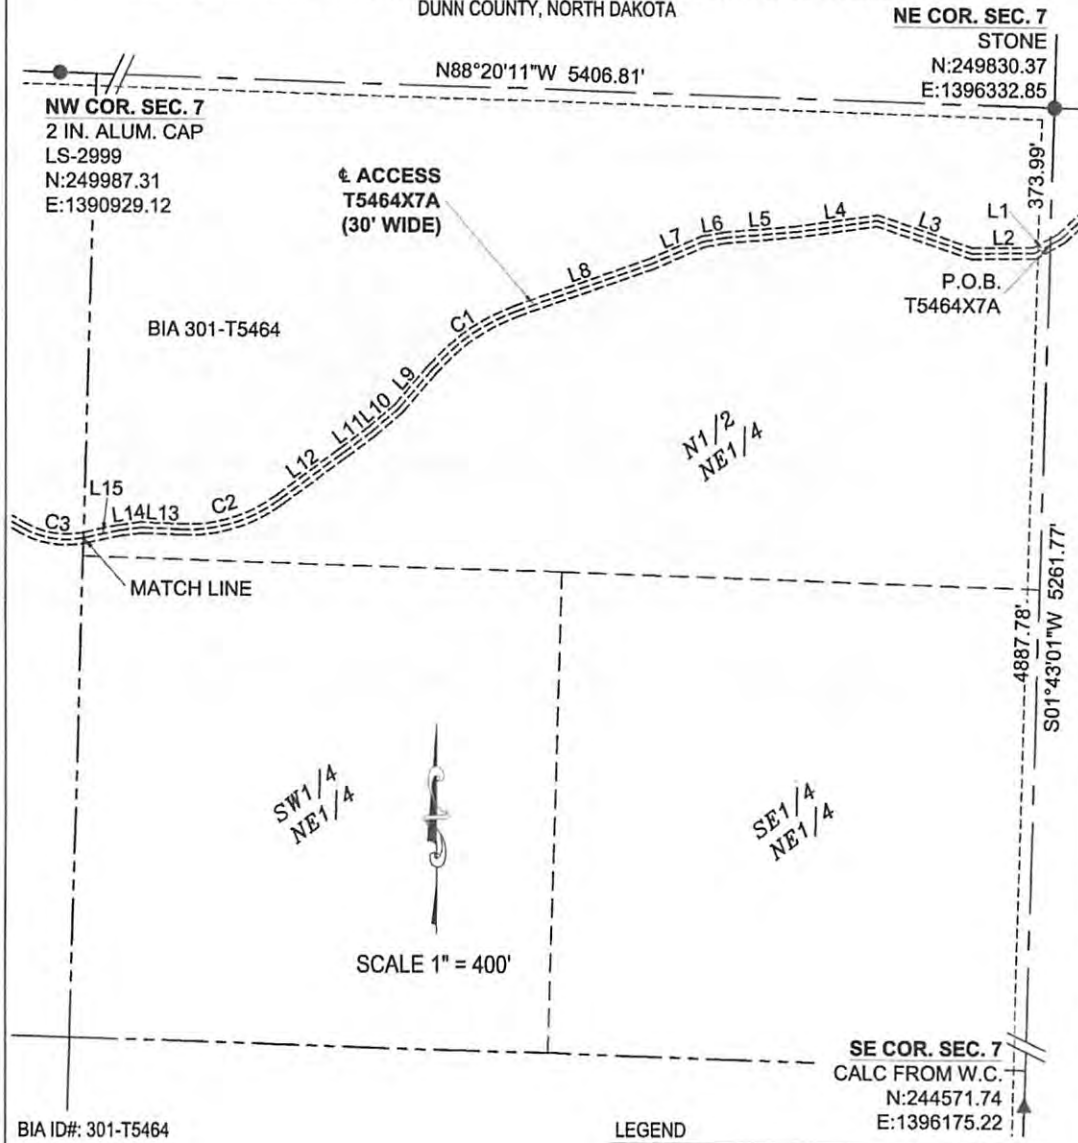 DUNN COUNTY, NORTH DAKOTA
NE COR. SEC. 7
STONE
N:249830.37
E:1396332.85
N88°20'11"W 5406.81'
NW COR. SEC. 7
2 IN. ALUM. CAP
LS-2999
N:249987.31
E:1390929.12
℄ ACCESS
T5464X7A
(30' WIDE)
373.99'
L1
L2
L3
L4
L5
L6
L7
L8
P.O.B.
T5464X7A
BIA 301-T5464
C1
L9
L10
L11
L12
N1/2
NE1/4
L15
L14
L13
C2
C3
MATCH LINE
4887.78'
S01°43'01"W 5261.77'
SW1/4
NE1/4
SE1/4
NE1/4
SCALE 1" = 400'
SE COR. SEC. 7
CALC FROM W.C.
N:244571.74
E:1396175.22
BIA ID#: 301-T5464
LEGEND